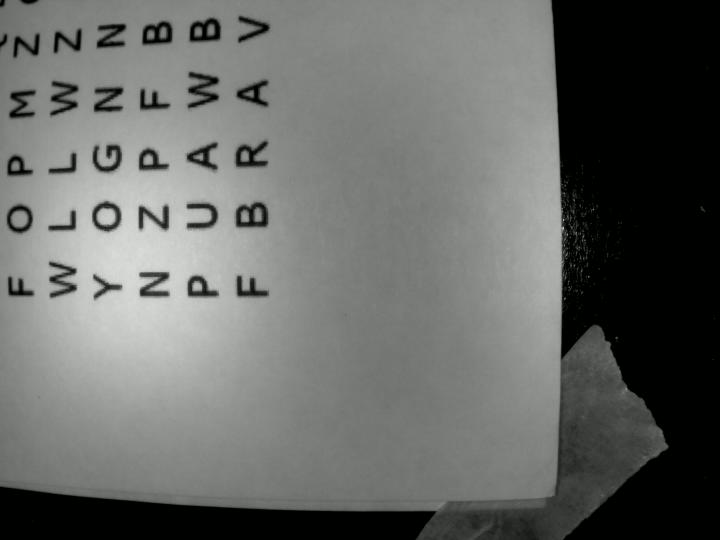 F O P M Z
W L L W Z
Y O G N N
N Z P F B
P U A W B
F B R A V